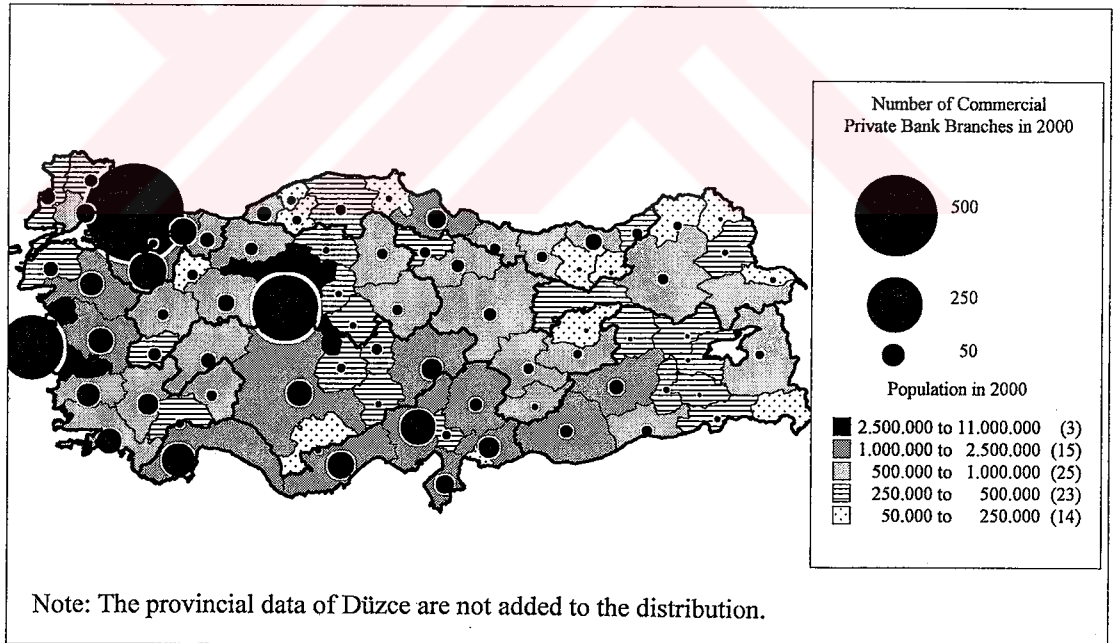 Number of Commercial
Private Bank Branches in 2000
500
250
50
Population in 2000
2.500.000 to 11.000.000 (3)
1.000.000 to 2.500.000 (15)
500.000 to 1.000.000 (25)
250.000 to 500.000 (23)
50.000 to 250.000 (14)
Note: The provincial data of Düzce are not added to the distribution.